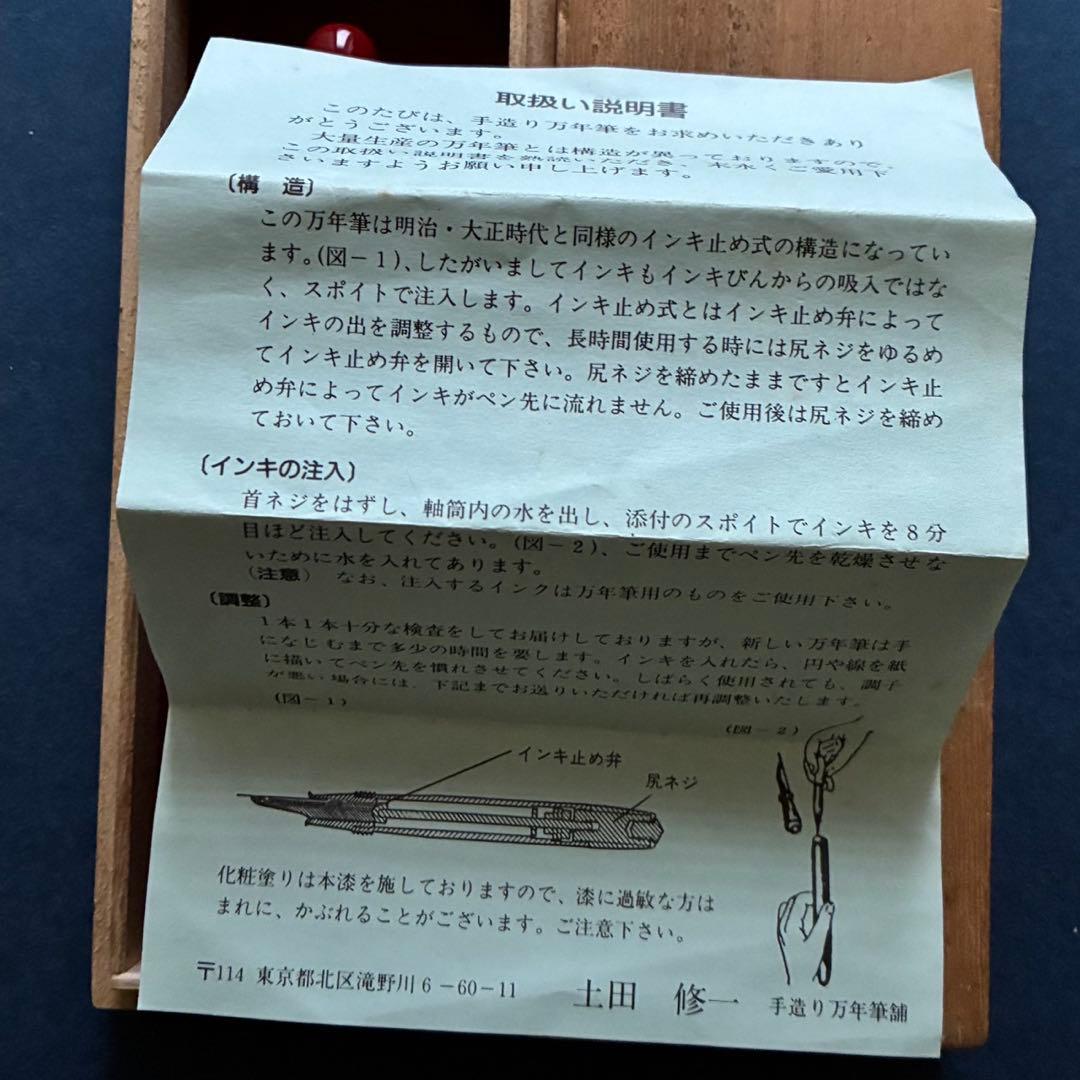 取扱い説明書
このたびは、手造り万年筆をお求めいただきあり
がとうございます。
大量生産の万年筆とは構造が異っておりますので、
この取扱い説明書を熟読いただき、末永くご愛用下
さいますようお願い申し上げます。
〔構 造〕
この万年筆は明治・大正時代と同様のインキ止め式の構造になってい
ます。(図－1)、したがいましてインキもインキびんからの吸入ではな
く、スポイトで注入します。インキ止め式とはインキ止め弁によって
インキの出を調整するもので、長時間使用する時には尻ネジをゆるめ
てインキ止め弁を開いて下さい。尻ネジを締めたままですとインキ止
め弁によってインキがペン先に流れません。ご使用後は尻ネジを締め
ておいて下さい。
〔インキの注入〕
首ネジをはずし、軸筒内の水を出し、添付のスポイトでインキを8分
目ほど注入してください。(図－2)、ご使用までペン先を乾燥させな
いために水を入れてあります。
(注意) なお、注入するインクは万年筆用のものをご使用下さい。
〔調整〕
1本1本十分な検査をしてお届けしておりますが、新しい万年筆は手
になじむまで多少の時間を要します。インキを入れたら、円や線を紙
に描いてペン先を慣れさせてください。しばらく使用されても、調子
が悪い場合には、下記までお送りいただければ再調整いたします。
(図－1)
(図－2)
インキ止め弁
尻ネジ
化粧塗りは本漆を施しておりますので、漆に過敏な方は
まれに、かぶれることがございます。ご注意下さい。
〒114 東京都北区滝野川6－60－11 土田 修一 手造り万年筆舗